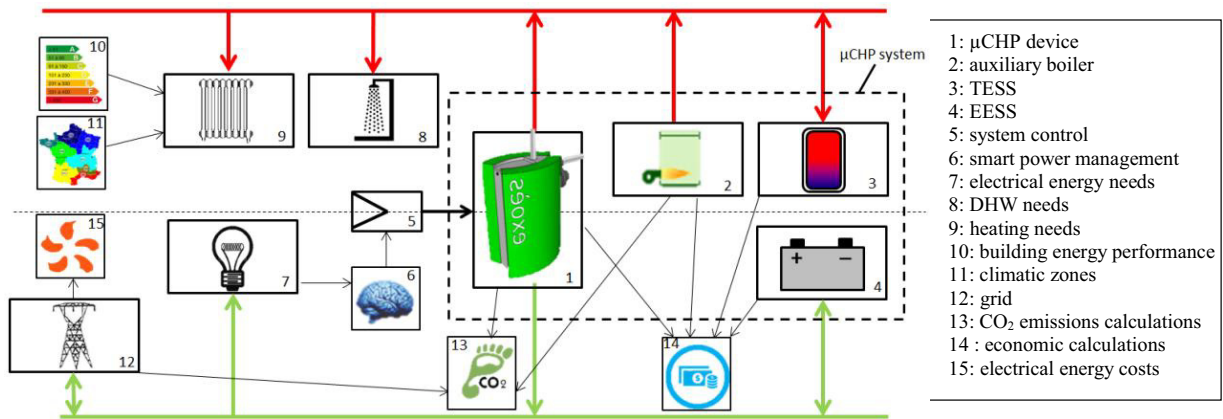 10
A
B
C
D
E
F
G
11
9
8
µCHP system
1
exoès
2
3
15
7
5
6
+ −
4
12
13
CO₂
14
1: µCHP device
2: auxiliary boiler
3: TESS
4: EESS
5: system control
6: smart power management
7: electrical energy needs
8: DHW needs
9: heating needs
10: building energy performance
11: climatic zones
12: grid
13: CO₂ emissions calculations
14 : economic calculations
15: electrical energy costs